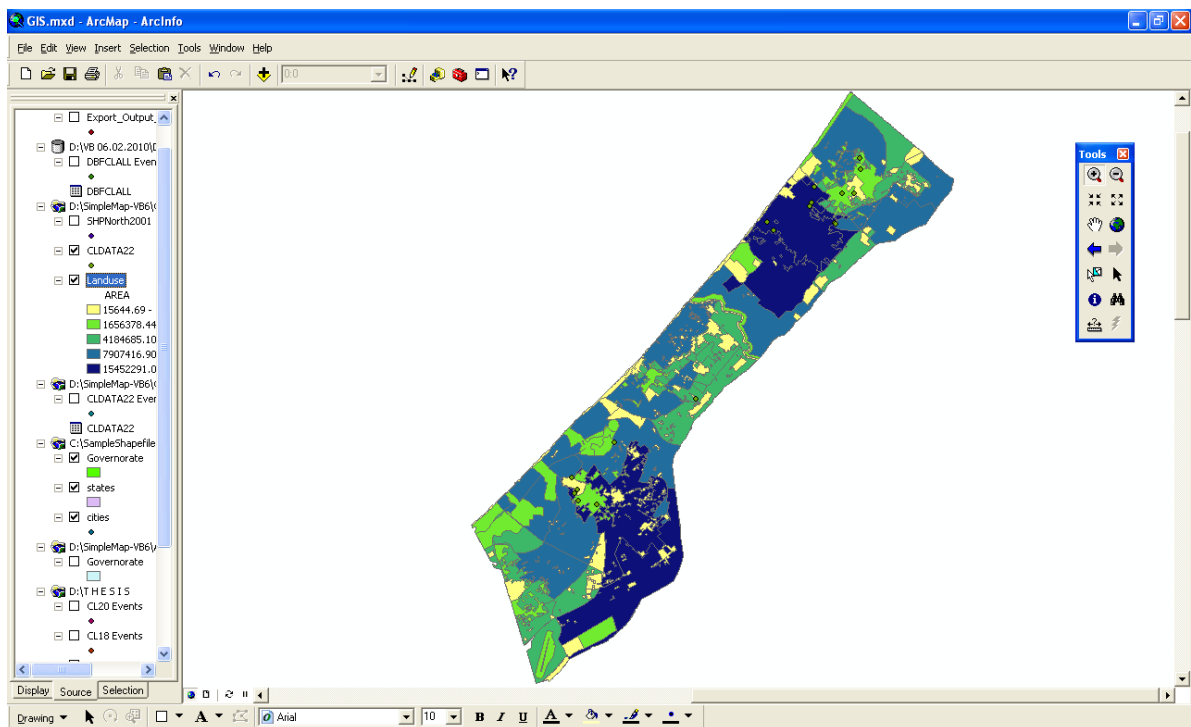 GIS.mxd - ArcMap - ArcInfo
File Edit View Insert Selection Tools Window Help
0:0
Export_Output_
D:\VB 06.02.2010\D
DBFCLALL Even
DBFCLALL
D:\SimpleMap-VB6\
SHPNorth2001
CLDATA22
Landuse
AREA
15644.69 -
1656378.44
4184685.10
7907416.90
15452291.0
D:\SimpleMap-VB6\
CLDATA22 Ever
CLDATA22
C:\SampleShapefile
Governorate
states
cities
D:\SimpleMap-VB6\
Governorate
D:\T H E S I S
CL20 Events
CL18 Events
Display Source Selection
Tools
Drawing A Arial 10 B I U A